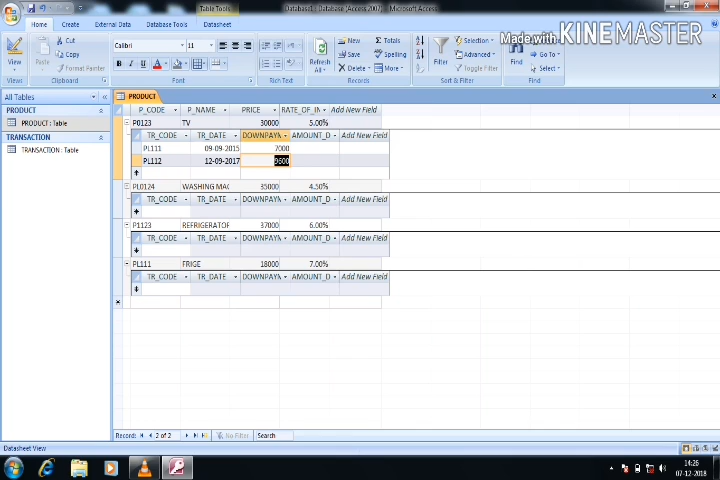 Table Tools
Database1 : Database (Access 2007) - Microsoft Access
Home
Create
External Data
Database Tools
Datasheet
Made with KINEMASTER
View
Views
Paste
Cut
Copy
Format Painter
Clipboard
Calibri
11
B I U
Font
Rich Text
Refresh
All
New
Save
Delete
Totals
Spelling
More
Records
Filter
Selection
Advanced
Toggle Filter
Sort & Filter
Find
Go To
Select
Find
All Tables
PRODUCT
PRODUCT : Table
TRANSACTION
TRANSACTION : Table
PRODUCT
P_CODE P_NAME PRICE RATE_OF_IN Add New Field
P0123 TV 30000 5.00%
TR_CODE TR_DATE DOWNPAYM AMOUNT_D Add New Field
PL111 09-09-2015 7000
PL112 12-09-2017 9600
PL0124 WASHING MAC 35000 4.50%
TR_CODE TR_DATE DOWNPAYM AMOUNT_D Add New Field
P1123 REFRIGERATOR 37000 6.00%
TR_CODE TR_DATE DOWNPAYM AMOUNT_D Add New Field
PL111 FRIGE 18000 7.00%
TR_CODE TR_DATE DOWNPAYM AMOUNT_D Add New Field
Record: 2 of 2 No Filter Search
Datasheet View
14:26
07-12-2018